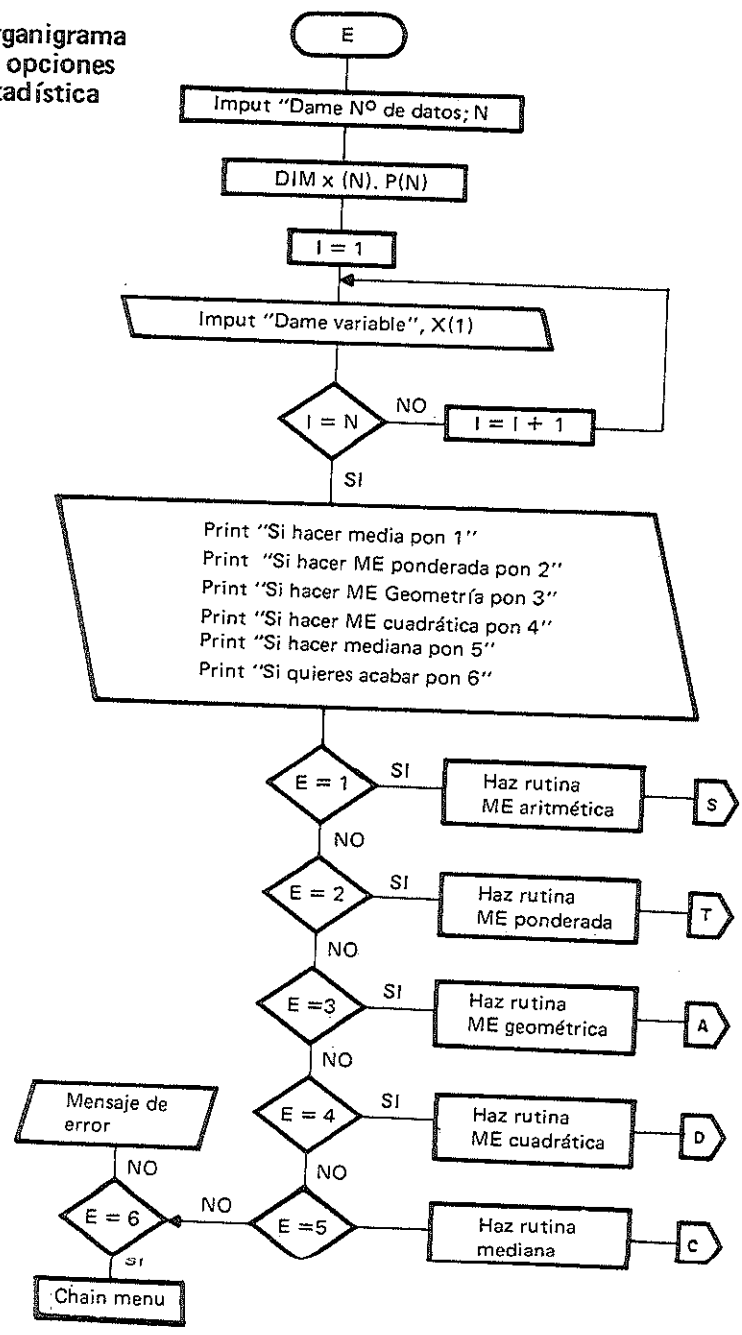 rganigrama
opciones
tadística
E
Imput "Dame Nº de datos; N
DIM x (N). P(N)
I = 1
Imput "Dame variable", X(1)
I = N
NO
I = I + 1
SI
Print "Si hacer media pon 1"
Print "Si hacer ME ponderada pon 2"
Print "Si hacer ME Geometría pon 3"
Print "Si hacer ME cuadrática pon 4"
Print "Si hacer mediana pon 5"
Print "Si quieres acabar pon 6"
E = 1
SI
Haz rutina
ME aritmética
S
NO
E = 2
SI
Haz rutina
ME ponderada
T
NO
E =3
SI
Haz rutina
ME geométrica
A
NO
E = 4
SI
Haz rutina
ME cuadrática
D
NO
E =5
Haz rutina
mediana
C
NO
E = 6
NO
Mensaje de
error
SI
Chain menu